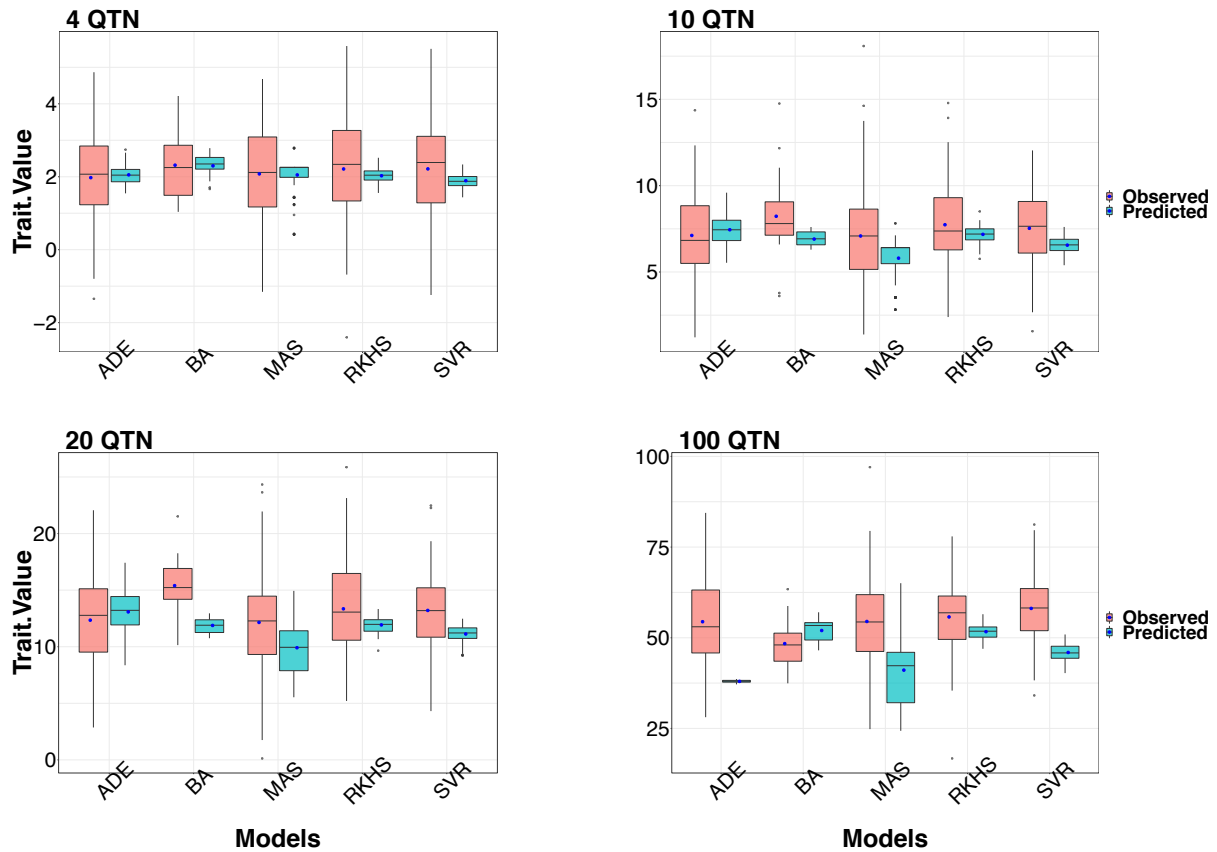 4 QTN
Trait.Value
4
2
0
−2
ADE
BA
MAS
RKHS
SVR
10 QTN
15
10
5
ADE
BA
MAS
RKHS
SVR
Observed
Predicted
20 QTN
Trait.Value
20
10
0
ADE
BA
MAS
RKHS
SVR
Models
100 QTN
100
75
50
25
ADE
BA
MAS
RKHS
SVR
Models
Observed
Predicted